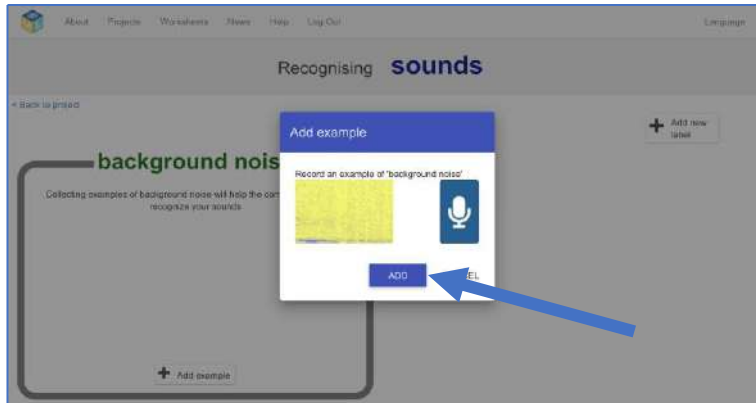 About Projects Worksheets News Help Log Out Language
Recognising sounds
< Back to project
Add new
label
Add example
background nois
Record an example of 'background noise'
Collecting examples of background noise will help the com
recognize your sounds
ADD EL
Add example